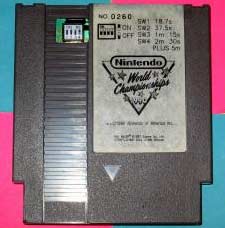 NO. 0260
SW1 18.7s
ON SW2 37.5s
OFF SW3 1m 15s
SW4 2m 30s
PLUS 5m
Nintendo
World
Championships
1990